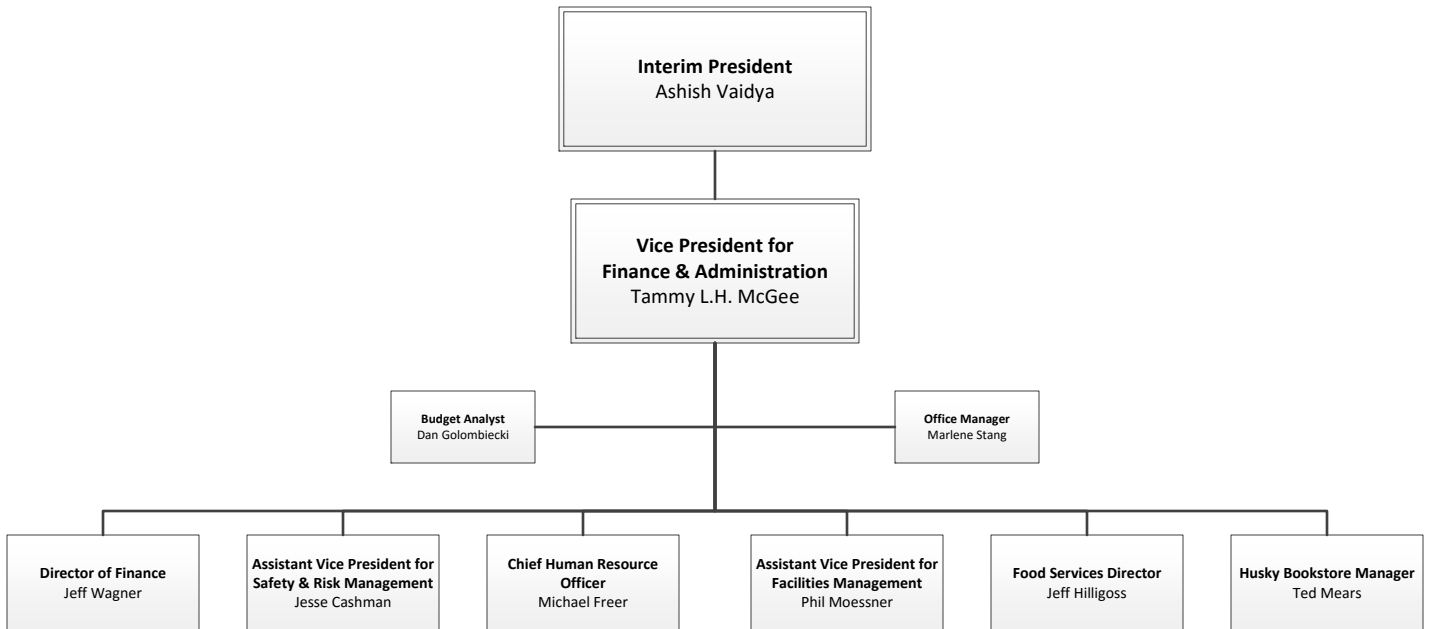 Interim President
Ashish Vaidya
Vice President for
Finance & Administration
Tammy L.H. McGee
Budget Analyst
Dan Golombiecki
Office Manager
Marlene Stang
Director of Finance
Jeff Wagner
Assistant Vice President for
Safety & Risk Management
Jesse Cashman
Chief Human Resource
Officer
Michael Freer
Assistant Vice President for
Facilities Management
Phil Moessner
Food Services Director
Jeff Hilligoss
Husky Bookstore Manager
Ted Mears